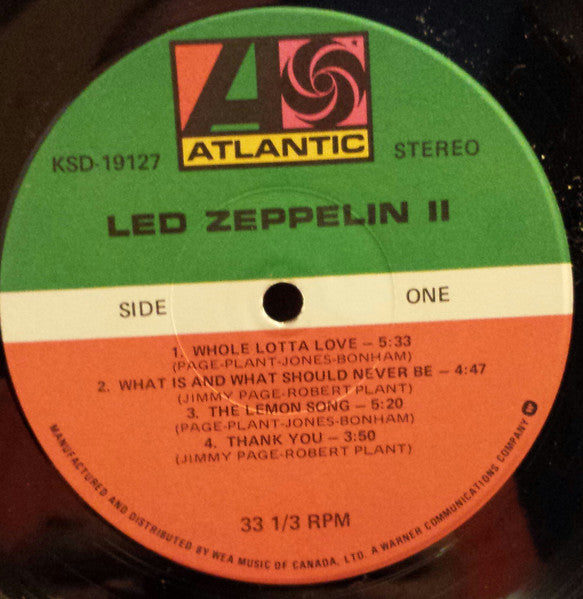 ATLANTIC
KSD-19127
STEREO
LED ZEPPELIN II
SIDE
ONE
1. WHOLE LOTTA LOVE – 5:33
(PAGE-PLANT-JONES-BONHAM)
2. WHAT IS AND WHAT SHOULD NEVER BE – 4:47
(JIMMY PAGE-ROBERT PLANT)
3. THE LEMON SONG – 5:20
(PAGE-PLANT-JONES-BONHAM)
4. THANK YOU – 3:50
(JIMMY PAGE-ROBERT PLANT)
33 1/3 RPM
MANUFACTURED AND DISTRIBUTED BY WEA MUSIC OF CANADA, LTD. A WARNER COMMUNICATIONS COMPANY